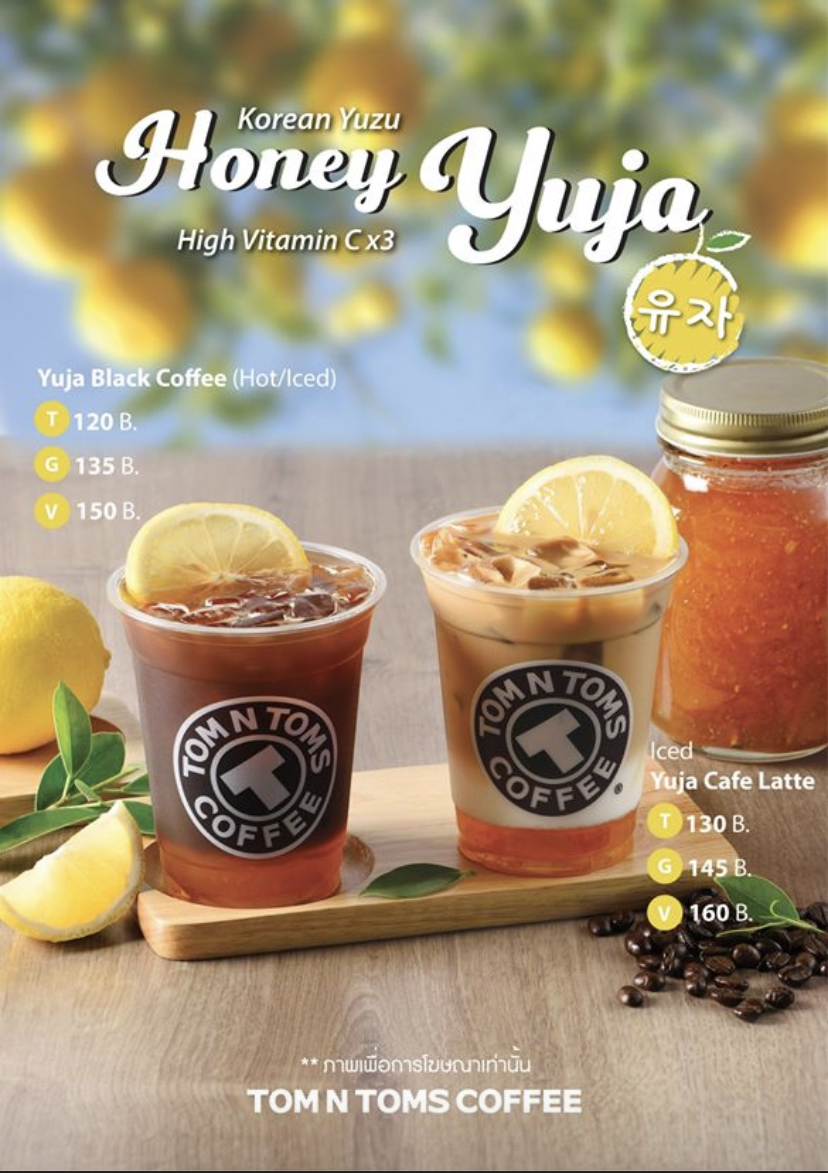 Korean Yuzu
Honey Yuja
High Vitamin C x3
유자
Yuja Black Coffee (Hot/Iced)
T 120 B.
G 135 B.
V 150 B.
TOM N TOMS
COFFEE
T
TOM N TOMS
COFFEE
T
®
Iced
Yuja Cafe Latte
T 130 B.
G 145 B.
V 160 B.
** ภาพเพื่อการโฆษณาเท่านั้น
TOM N TOMS COFFEE